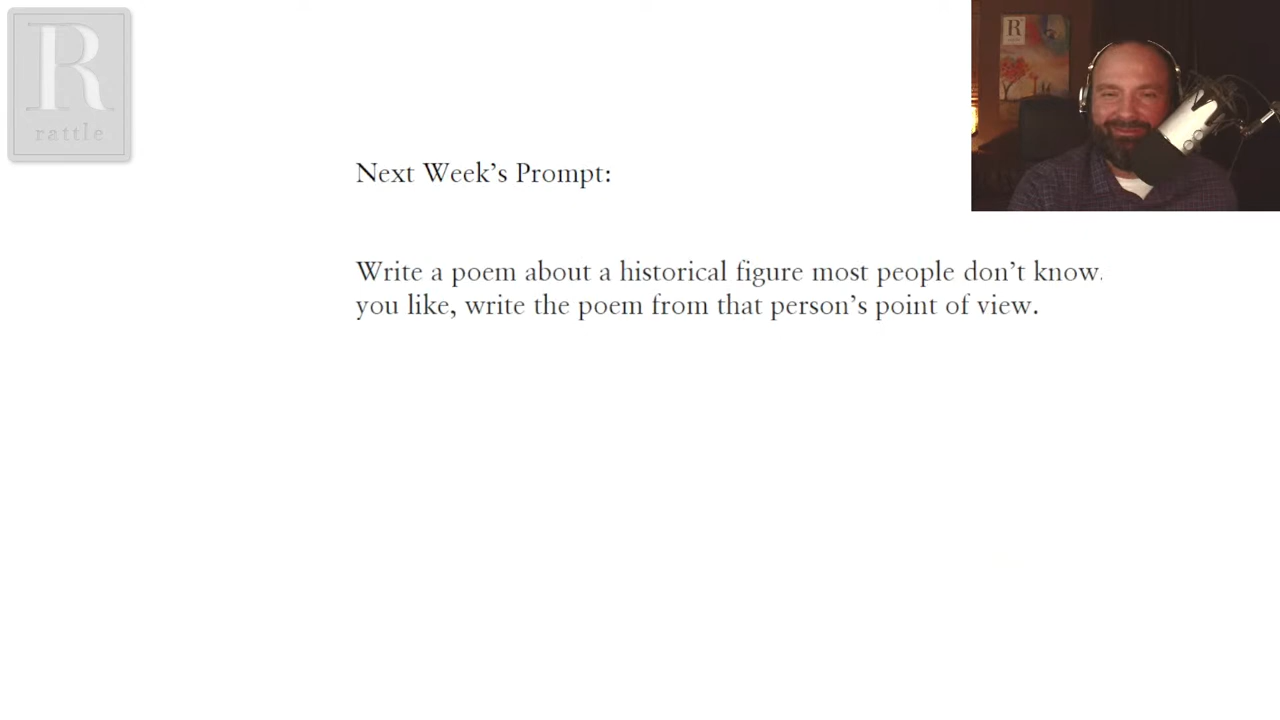 R
rattle
R
Next Week's Prompt:
Write a poem about a historical figure most people don't know.
you like, write the poem from that person's point of view.